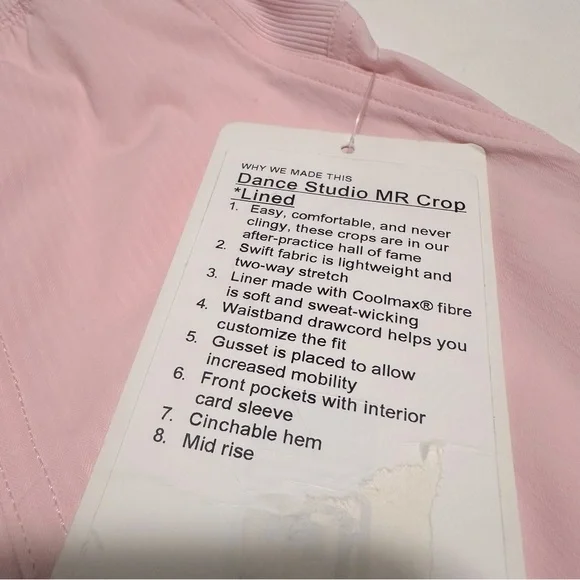 WHY WE MADE THIS
Dance Studio MR Crop
*Lined
1. Easy, comfortable, and never
clingy, these crops are in our
after-practice hall of fame
2. Swift fabric is lightweight and
two-way stretch
3. Liner made with Coolmax® fibre
is soft and sweat-wicking
4. Waistband drawcord helps you
customize the fit
5. Gusset is placed to allow
increased mobility
6. Front pockets with interior
card sleeve
7. Cinchable hem
8. Mid rise